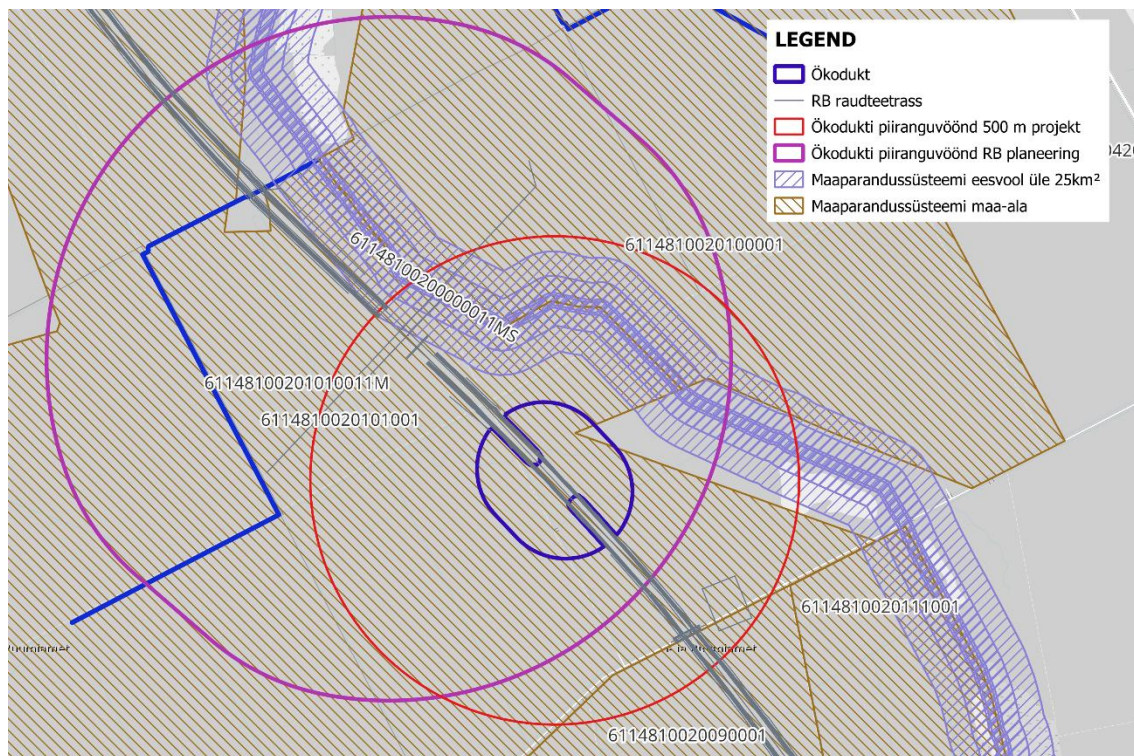 LEGEND
Ökodukt
RB raudteetrass
Ökodukti piiranguvöönd 500 m projekt
Ökodukti piiranguvöönd RB planeering
Maaparandussüsteemi eesvool üle 25km²
Maaparandussüsteemi maa-ala
6114810020100001
6114810020000011MS
61148100201010011M
6114810020101001
6114810020111001
6114810020090001